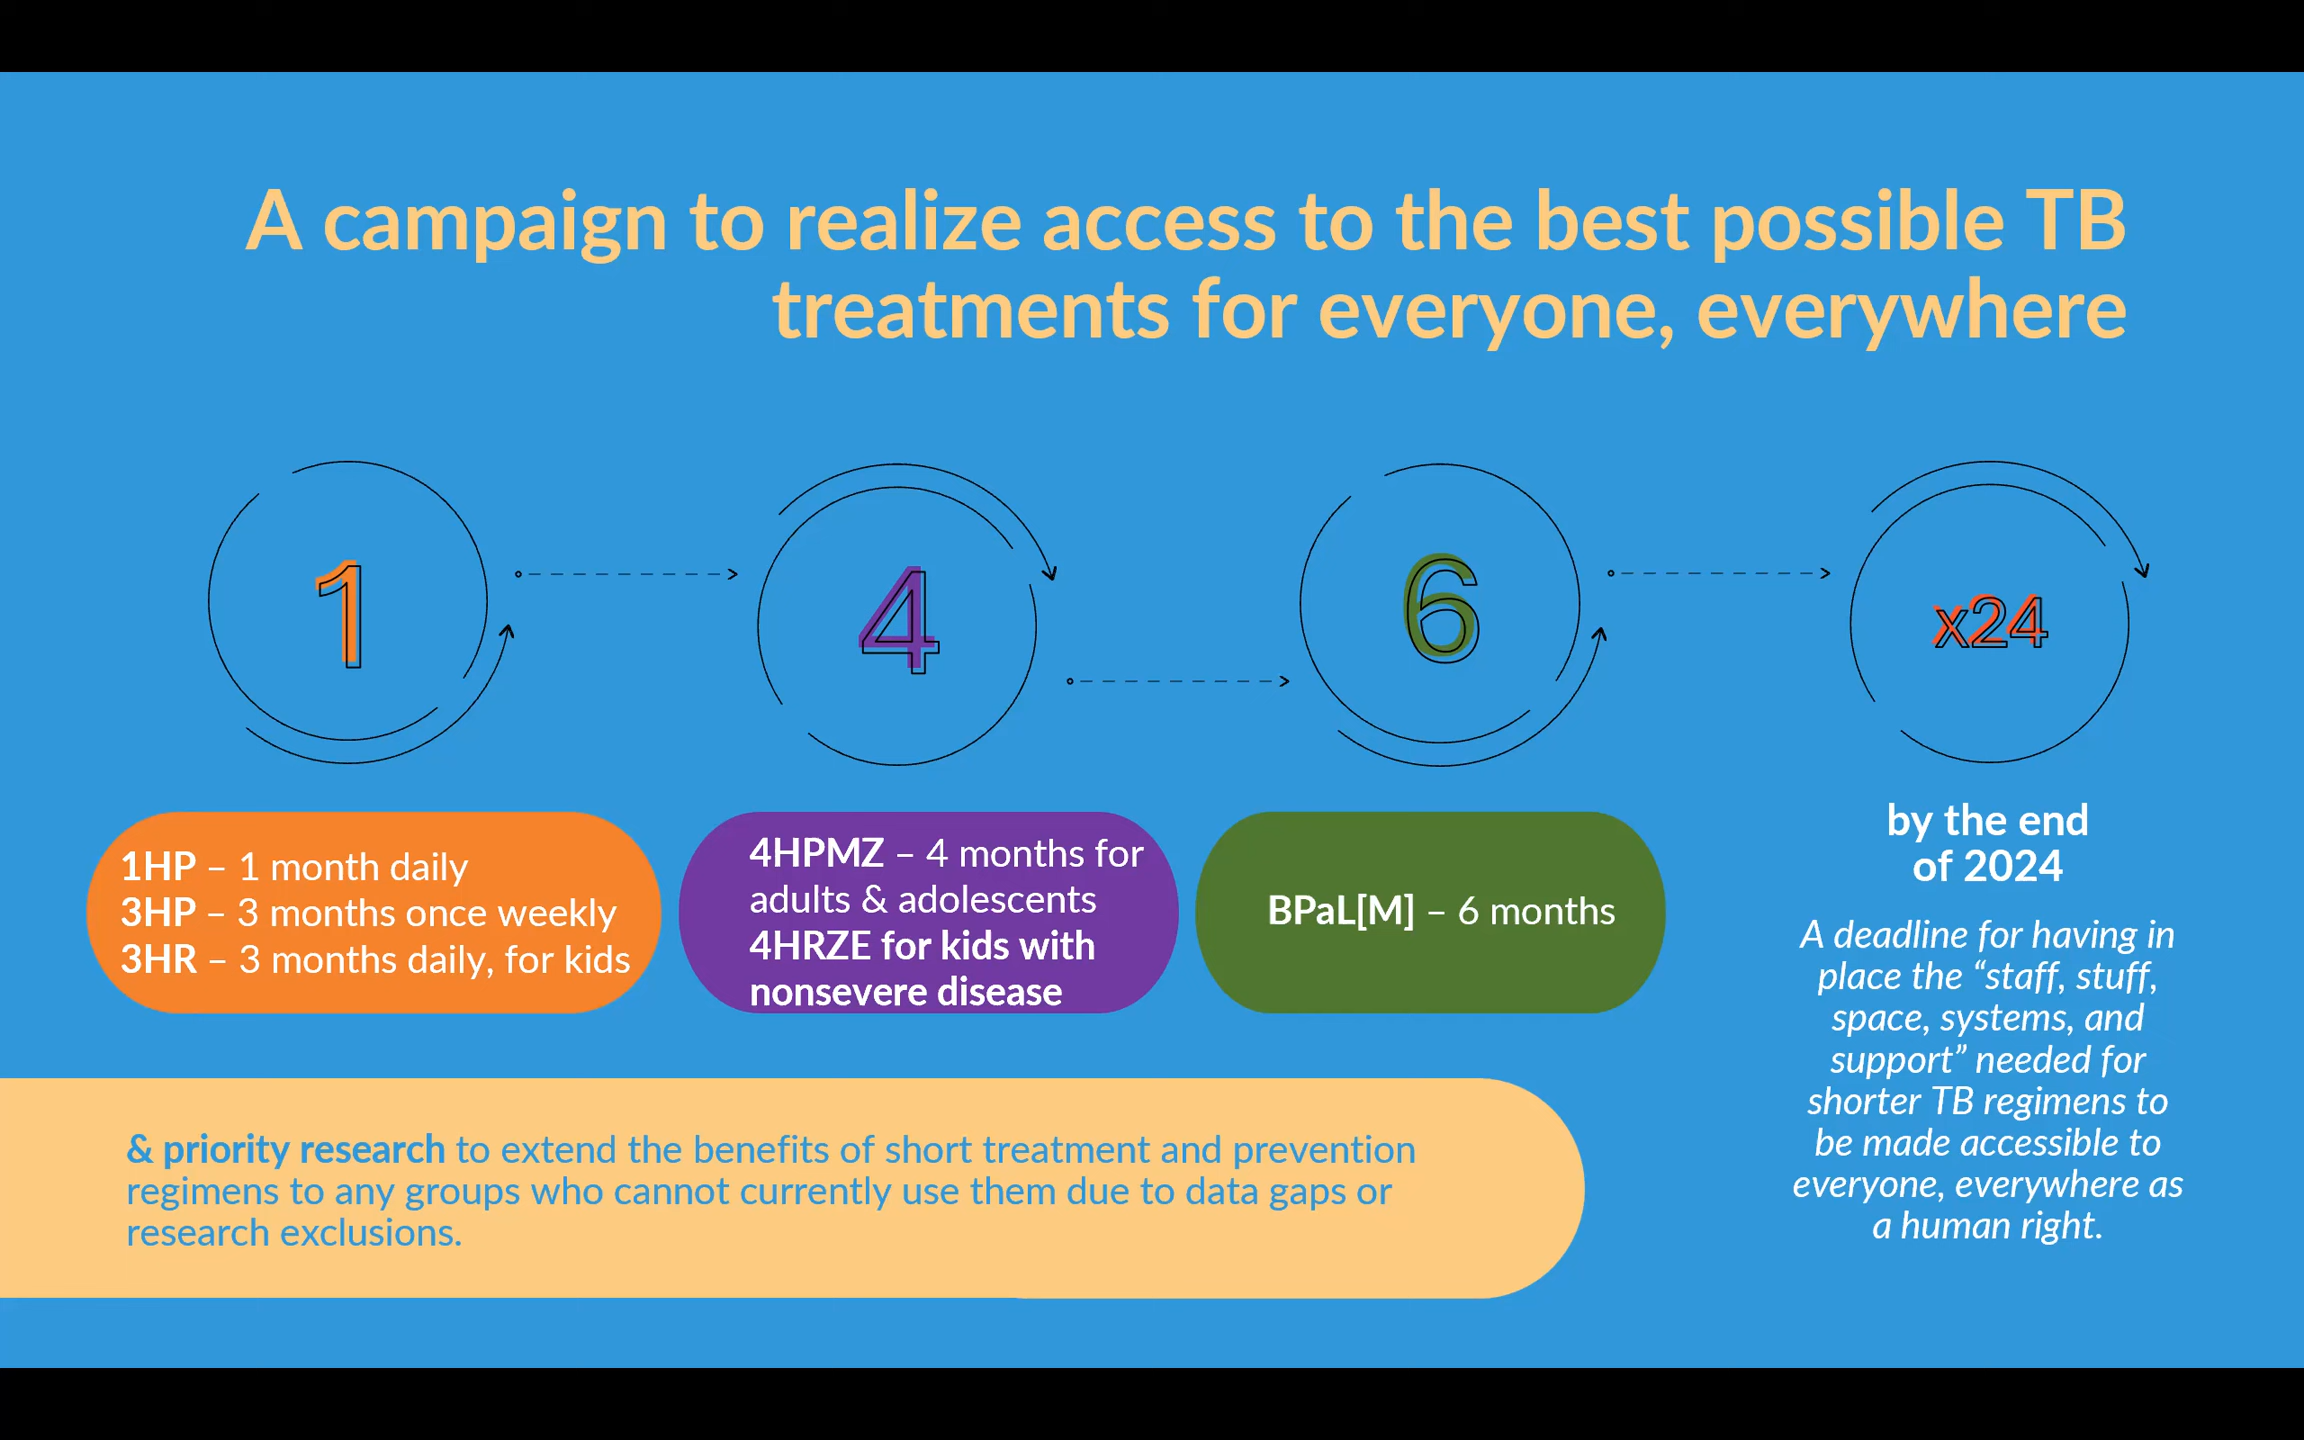 A campaign to realize access to the best possible TB
treatments for everyone, everywhere
1
4
6
x24
1HP – 1 month daily
3HP – 3 months once weekly
3HR – 3 months daily, for kids
4HPMZ – 4 months for
adults & adolescents
4HRZE for kids with
nonsevere disease
BPaL[M] – 6 months
by the end
of 2024
A deadline for having in
place the “staff, stuff,
space, systems, and
support” needed for
shorter TB regimens to
be made accessible to
everyone, everywhere as
a human right.
& priority research to extend the benefits of short treatment and prevention
regimens to any groups who cannot currently use them due to data gaps or
research exclusions.